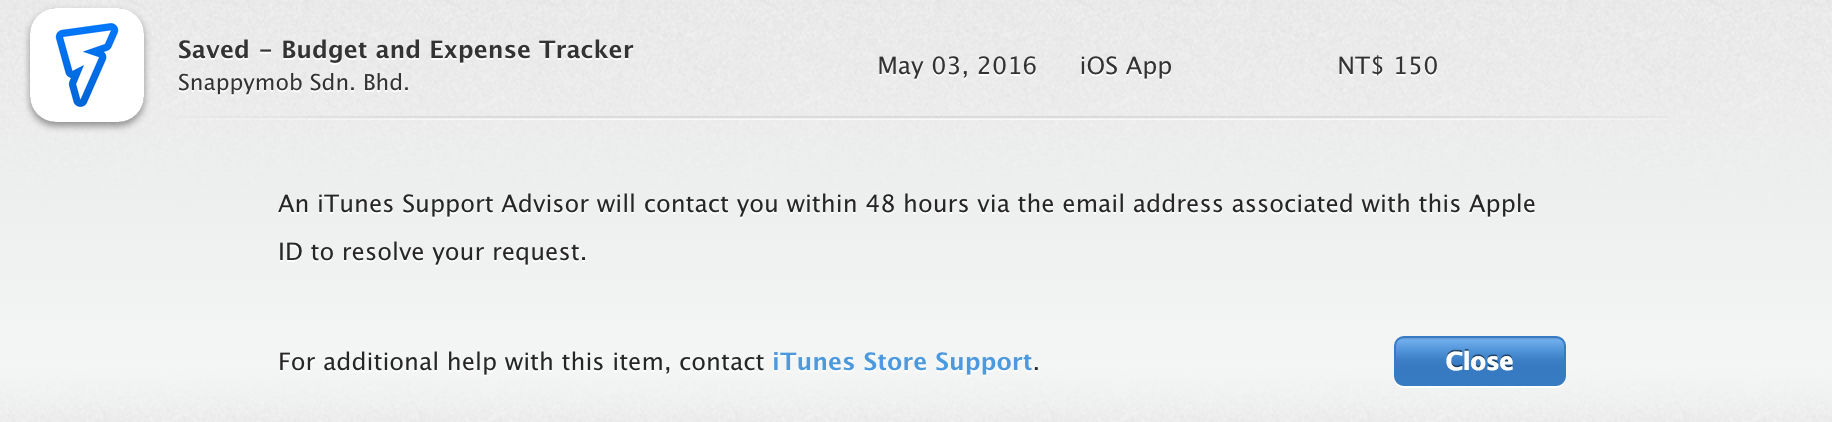 Saved – Budget and Expense Tracker
Snappymob Sdn. Bhd.
May 03, 2016
iOS App
NT$ 150
An iTunes Support Advisor will contact you within 48 hours via the email address associated with this Apple
ID to resolve your request.
For additional help with this item, contact iTunes Store Support.
Close